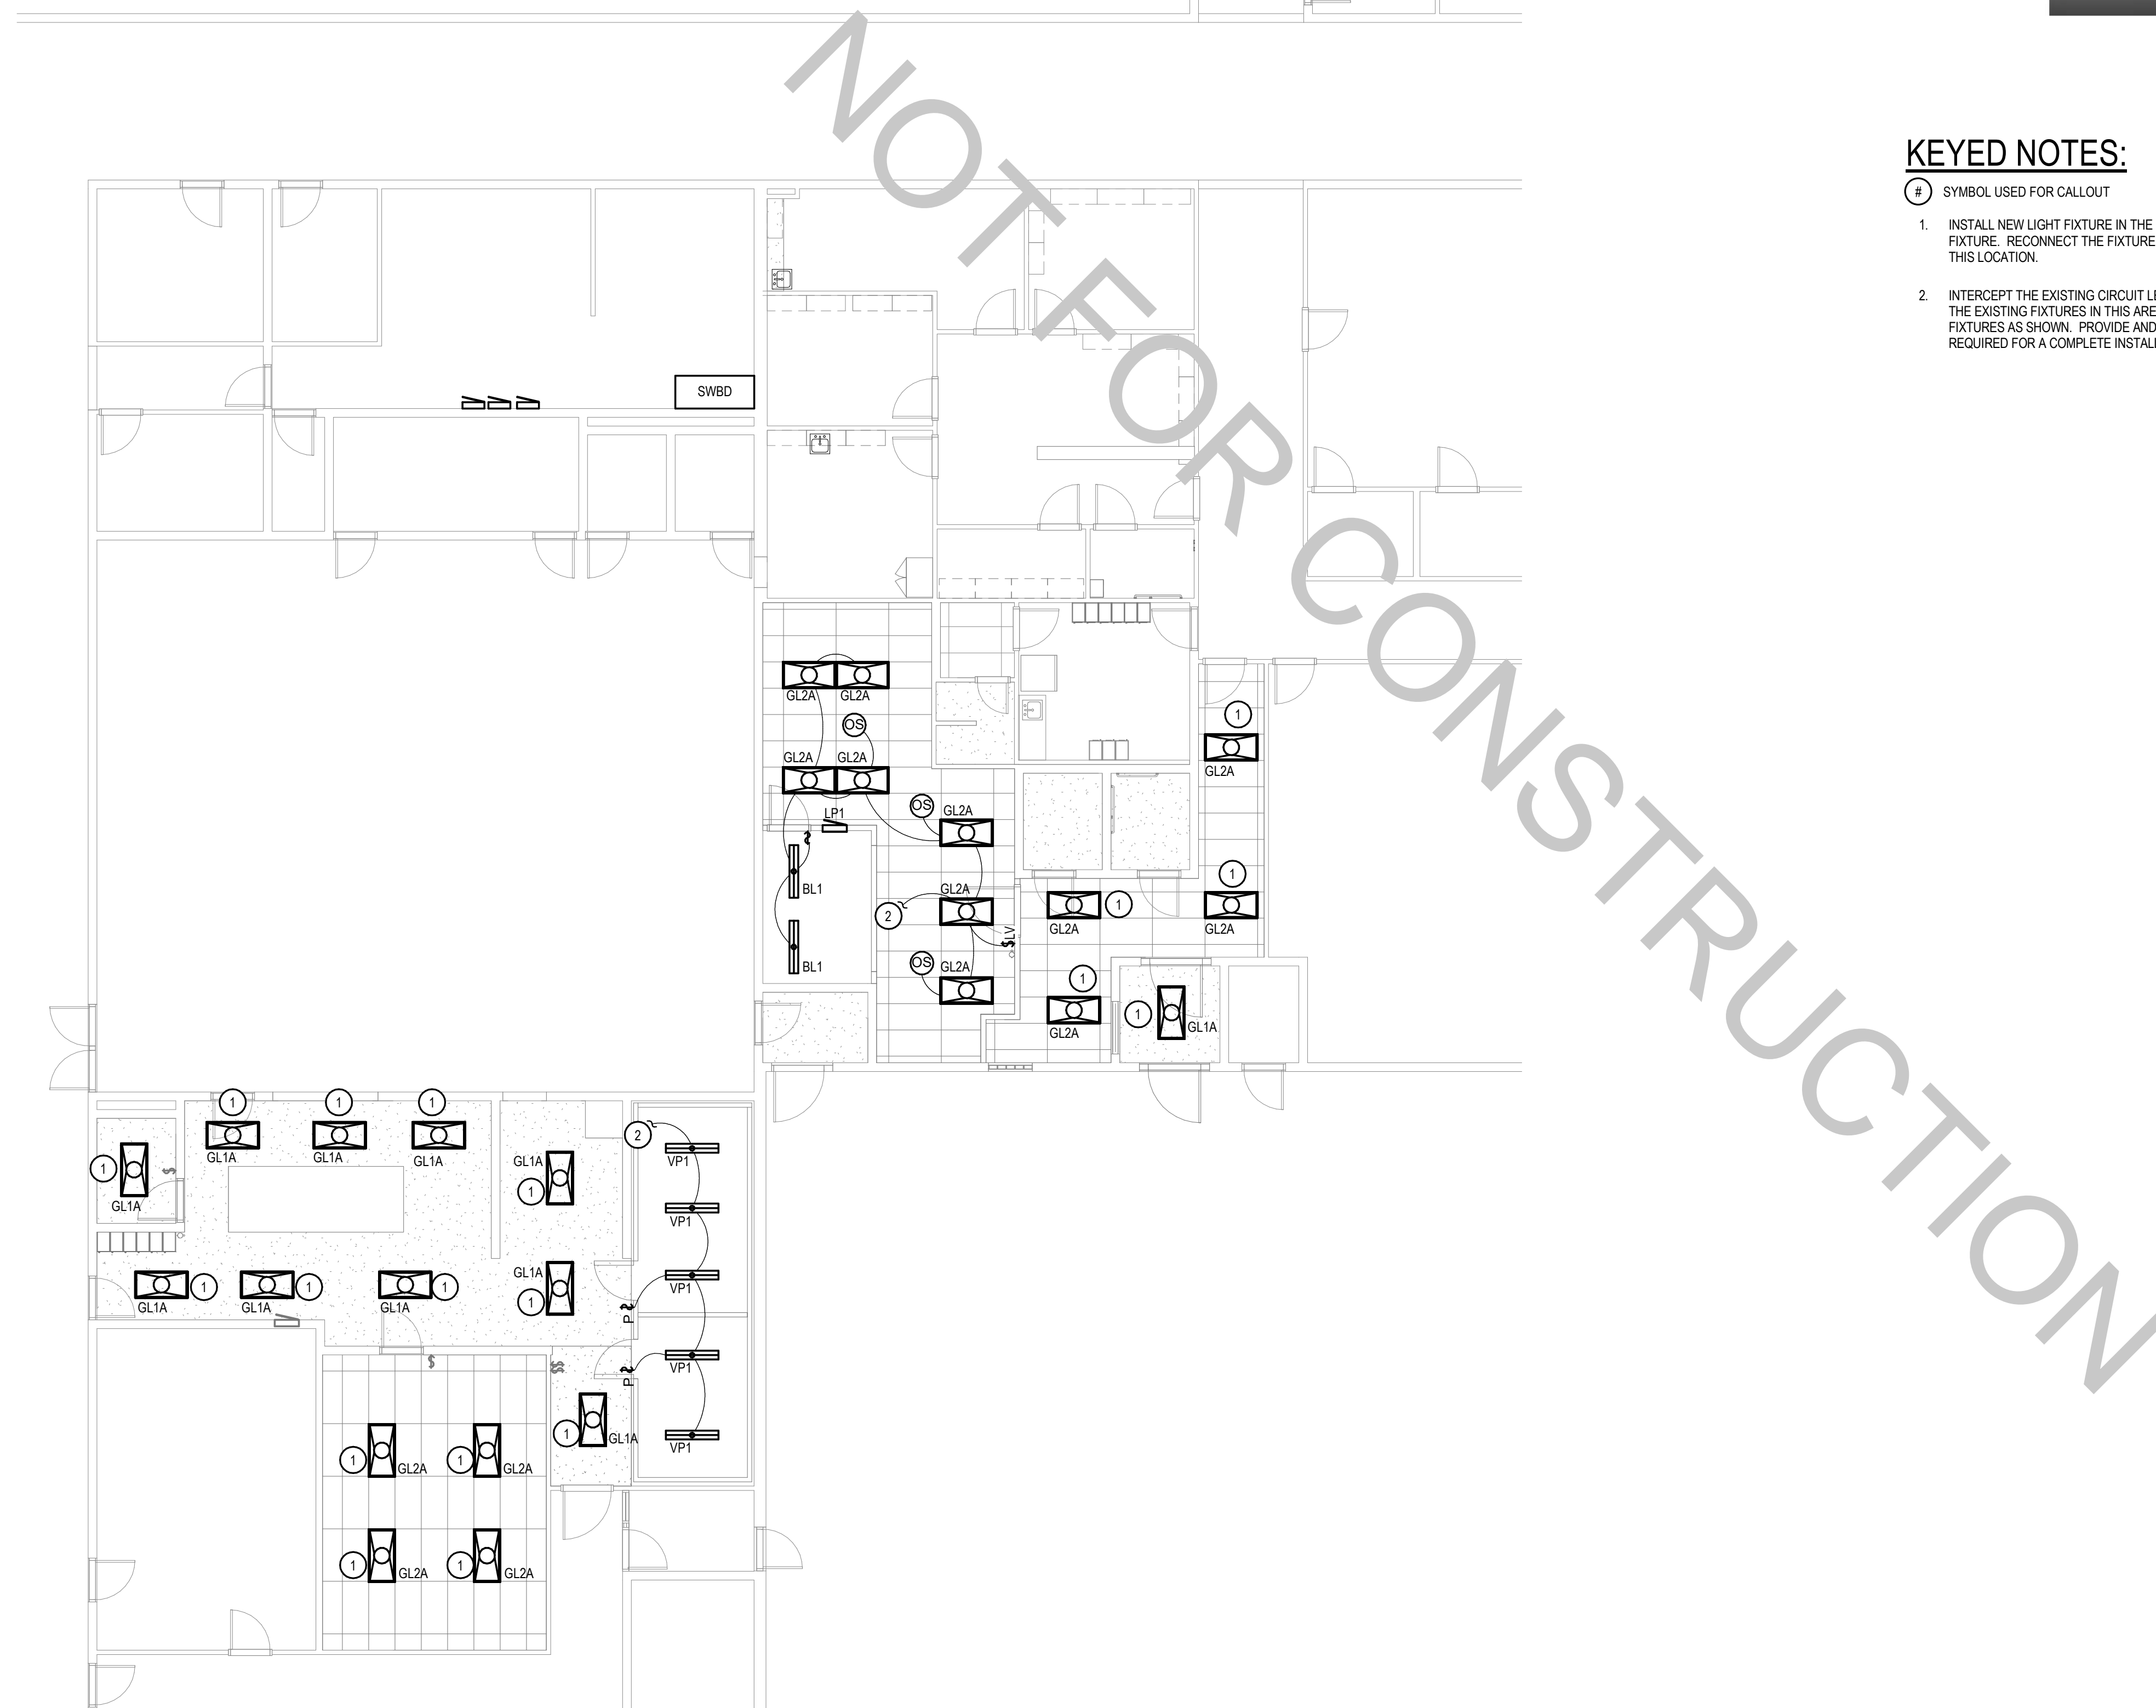 NOT FOR CONSTRUCTION
KEYED NOTES:
# SYMBOL USED FOR CALLOUT
1. INSTALL NEW LIGHT FIXTURE IN THE
FIXTURE. RECONNECT THE FIXTURE
THIS LOCATION.
2. INTERCEPT THE EXISTING CIRCUIT
THE EXISTING FIXTURES IN THIS
FIXTURES AS SHOWN. PROVIDE AND
REQUIRED FOR A COMPLETE
SWBD
GL2A GL2A
OS
GL2A GL2A
LP1
OS GL2A
BL1
GL2A
2
$LV
BL1
OS GL2A
1
GL2A
1
GL2A
1
GL2A
1
GL2A
1
GL1A
1 1 1
GL1A GL1A GL1A
1
GL1A
$
GL1A
1
GL1A
1
1 1 1
GL1A GL1A GL1A
2
VP1
VP1
VP1
P $
VP1
P $
VP1
$
$$
1
GL1A
1 1
GL2A GL2A
1 1
GL2A GL2A